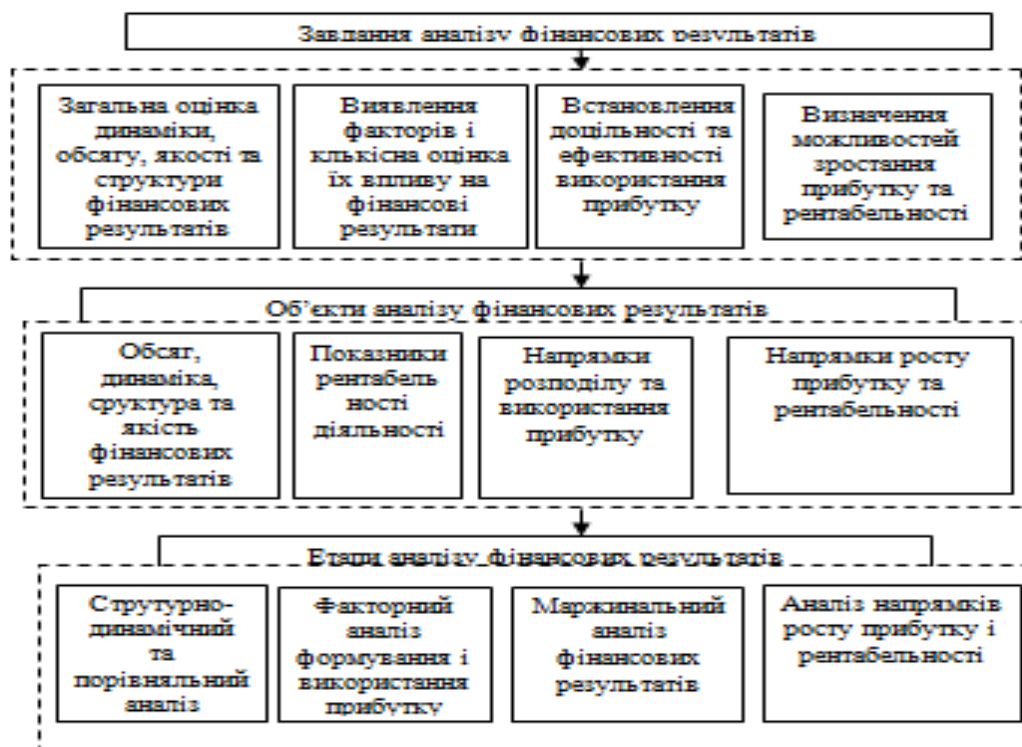 Завдання аналізу фінансових результатів
Загальна оцінка
динаміки,
обсягу, якості та
структури
фінансових
результатів
Виявлення
факторів і
клькісна оцінка
їх впливу на
фінансові
результати
Встановлення
доцільності та
ефективності
використання
прибутку
Визначення
можливостей
зростання
прибутку та
рентабельності
Об’єкти аналізу фінансових результатів
Обсяг,
динаміка,
сруктура та
якість
фінансових
результатів
Показники
рентабель
ності
діяльності
Напрямки
розподілу та
використання
прибутку
Напрямки росту
прибутку та
рентабельності
Етапи аналізу фінансових результатів
Струтурно-
динамічний
та
порівняльний
аналіз
Факторний
аналіз
формування і
використання
прибутку
Маржинальний
аналіз
фінансових
результатів
Аналіз напрямків
росту прибутку і
рентабельності